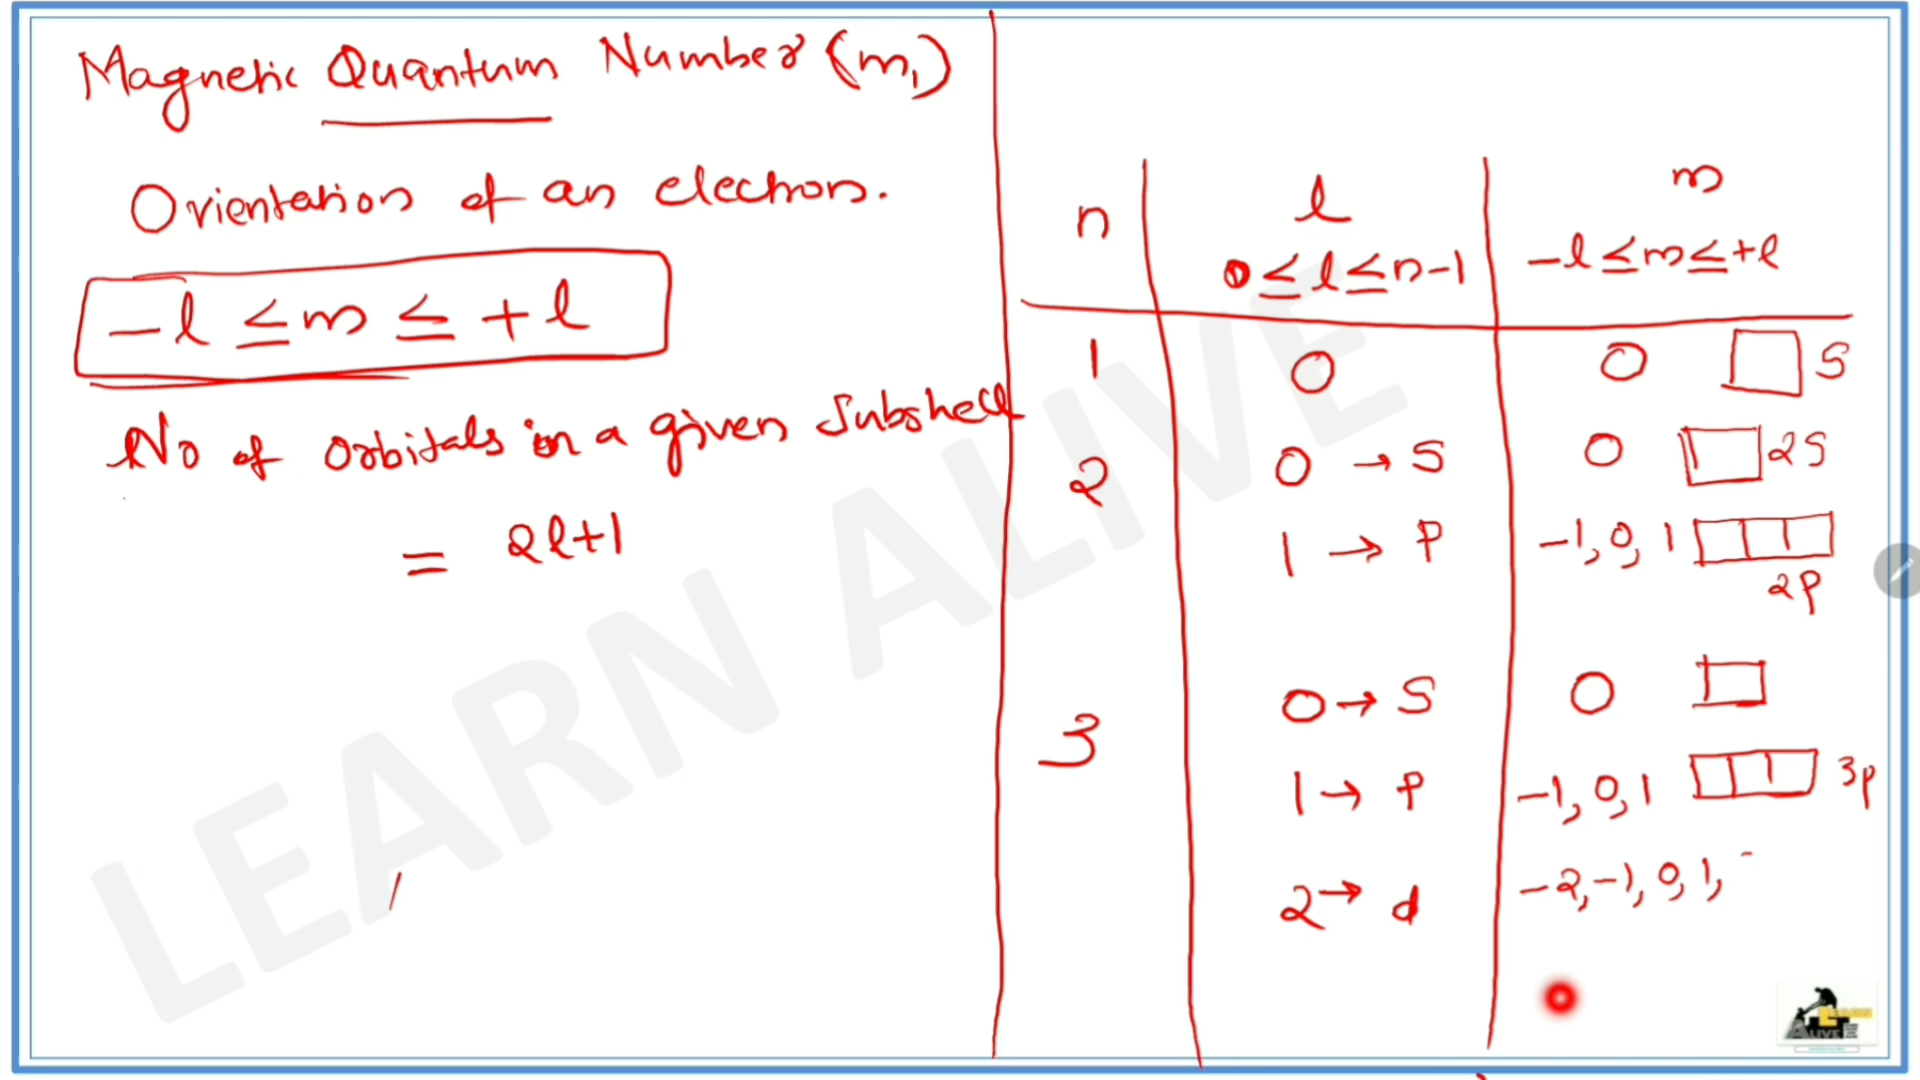 Magnetic Quantum Number (m₁)
Orientation of an electron.
-l ≤ m ≤ +l
No of orbitals in a given Subshell
= 2l+1
n l m
0 ≤ l ≤ n-1 -l ≤ m ≤ +l
1 0 0 S
2 0 → S 0 2S
1 → P -1, 0, 1
2P
3 0 → S 0
1 → P -1, 0, 1 3p
2 → d -2, -1, 0, 1,
LEARN ALIVE